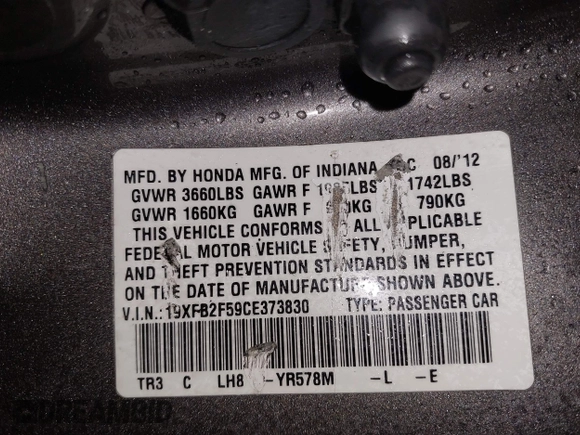 MFD. BY HONDA MFG. OF INDIANA C 08/'12
GVWR 3660LBS GAWR F 1742LBS
GVWR 1660KG GAWR F 790KG
THIS VEHICLE CONFORMS TO ALL APPLICABLE
FEDERAL MOTOR VEHICLE SAFETY, BUMPER,
AND THEFT PREVENTION STANDARDS IN EFFECT
ON THE DATE OF MANUFACTURE SHOWN ABOVE.
V.I.N.: 19XFB2F59CE373830 TYPE: PASSENGER CAR
TR3 C LH8 -YR578M -L -E
DREAMBID